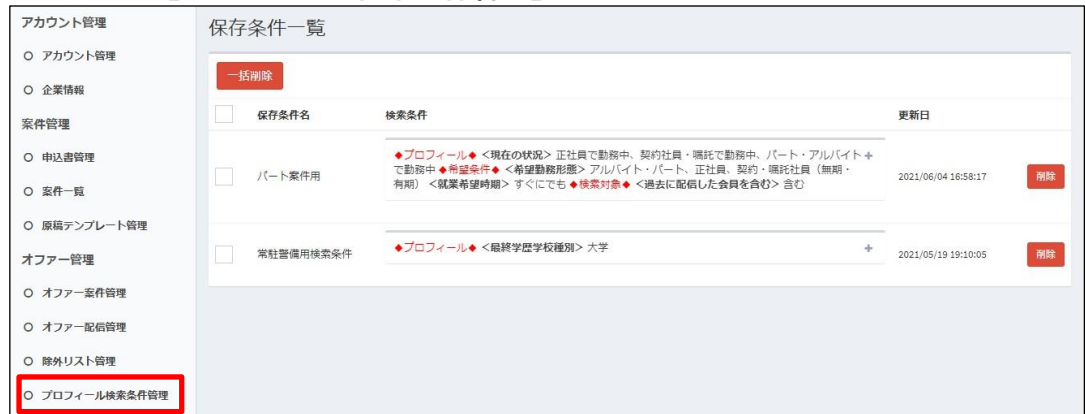 アカウント管理
アカウント管理
企業情報
案件管理
申込書管理
案件一覧
原稿テンプレート管理
オファー管理
オファー案件管理
オファー配信管理
除外リスト管理
プロフィール検索条件管理
保存条件一覧
一括削除
保存条件名 検索条件 更新日
パート案件用
◆プロフィール◆ <現在の状況> 正社員で勤務中、契約社員・嘱託で勤務中、パート・アルバイト
で勤務中 ◆希望条件◆ <希望勤務形態> アルバイト・パート、正社員、契約・嘱託社員（無期・
有期） <就業希望時期> すぐにでも ◆検索対象◆ <過去に配信した会員を含む> 含む
2021/06/04 16:58:17
削除
常駐警備用検索条件
◆プロフィール◆ <最終学歴学校種別> 大学
2021/05/19 19:10:05
削除